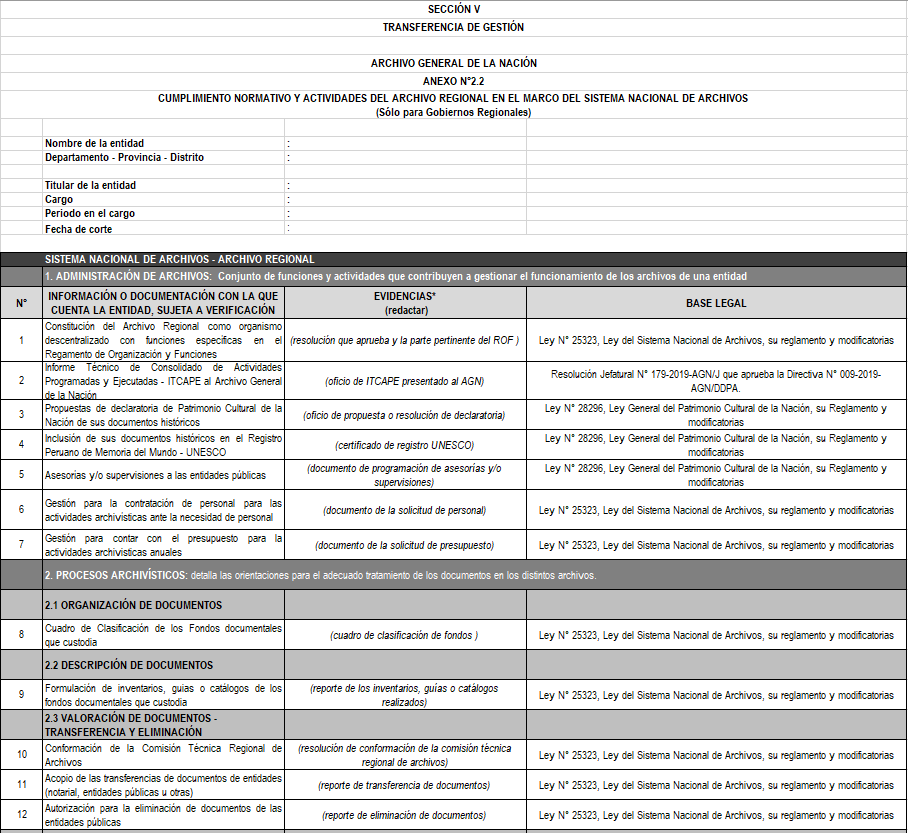 SECCIÓN V
TRANSFERENCIA DE GESTIÓN
ARCHIVO GENERAL DE LA NACIÓN
ANEXO N°2.2
CUMPLIMIENTO NORMATIVO Y ACTIVIDADES DEL ARCHIVO REGIONAL EN EL MARCO DEL SISTEMA NACIONAL DE ARCHIVOS
(Sólo para Gobiernos Regionales)
Nombre de la entidad :
Departamento - Provincia - Distrito :
Titular de la entidad :
Cargo :
Periodo en el cargo :
Fecha de corte :
SISTEMA NACIONAL DE ARCHIVOS - ARCHIVO REGIONAL
1. ADMINISTRACIÓN DE ARCHIVOS: Conjunto de funciones y actividades que contribuyen a gestionar el funcionamiento de los archivos de una entidad
N°
INFORMACIÓN O DOCUMENTACIÓN CON LA QUE
CUENTA LA ENTIDAD, SUJETA A VERIFICACIÓN
EVIDENCIAS*
(redactar)
BASE LEGAL
1
Constitución del Archivo Regional como organismo
descentralizado con funciones específicas en el
Regamento de Organización y Funciones
(resolución que aprueba y la parte pertinente del ROF )
Ley N° 25323, Ley del Sistema Nacional de Archivos, su reglamento y modificatorias
2
Informe Técnico de Consolidado de Actividades
Programadas y Ejecutadas - ITCAPE al Archivo General
de la Nación
(oficio de ITCAPE presentado al AGN)
Resolución Jefatural N° 179-2019-AGN/J que aprueba la Directiva N° 009-2019-
AGN/DDPA.
3
Propuestas de declaratoria de Patrimonio Cultural de la
Nación de sus documentos históricos
(oficio de propuesta o resolución de declaratoria)
Ley N° 28296, Ley General del Patrimonio Cultural de la Nación, su Reglamento y
modificatorias
4
Inclusión de sus documentos históricos en el Registro
Peruano de Memoria del Mundo - UNESCO
(certificado de registro UNESCO)
Ley N° 28296, Ley General del Patrimonio Cultural de la Nación, su Reglamento y
modificatorias
5
Asesorías y/o supervisiones a las entidades públicas
(documento de programación de asesorías y/o
supervisiones)
Ley N° 28296, Ley General del Patrimonio Cultural de la Nación, su Reglamento y
modificatorias
6
Gestión para la contratación de personal para las
actividades archivísticas ante la necesidad de personal
(documento de la solicitud de personal)
Ley N° 25323, Ley del Sistema Nacional de Archivos, su reglamento y modificatorias
7
Gestión para contar con el presupuesto para la
actividades archivísticas anuales
(documento de la solicitud de presupuesto)
Ley N° 25323, Ley del Sistema Nacional de Archivos, su reglamento y modificatorias
2. PROCESOS ARCHIVÍSTICOS: detalla las orientaciones para el adecuado tratamiento de los documentos en los distintos archivos.
2.1 ORGANIZACIÓN DE DOCUMENTOS
8
Cuadro de Clasificación de los Fondos documentales
que custodia
(cuadro de clasificación de fondos )
Ley N° 25323, Ley del Sistema Nacional de Archivos, su reglamento y modificatorias
2.2 DESCRIPCIÓN DE DOCUMENTOS
9
Formulación de inventarios, guías o catálogos de los
fondos documentales que custodia
(reporte de los inventarios, guías o catálogos
realizados)
Ley N° 25323, Ley del Sistema Nacional de Archivos, su reglamento y modificatorias
2.3 VALORACIÓN DE DOCUMENTOS -
TRANSFERENCIA Y ELIMINACIÓN
10
Conformación de la Comisión Técnica Regional de
Archivos
(resolución de conformación de la comisión técnica
regional de archivos)
Ley N° 25323, Ley del Sistema Nacional de Archivos, su reglamento y modificatorias
11
Acopio de las transferencias de documentos de entidades
(notarial, entidades públicas u otras)
(reporte de transferencia de documentos)
Ley N° 25323, Ley del Sistema Nacional de Archivos, su reglamento y modificatorias
12
Autorización para la eliminación de documentos de las
entidades públicas
(reporte de eliminación de documentos)
Ley N° 25323, Ley del Sistema Nacional de Archivos, su reglamento y modificatorias